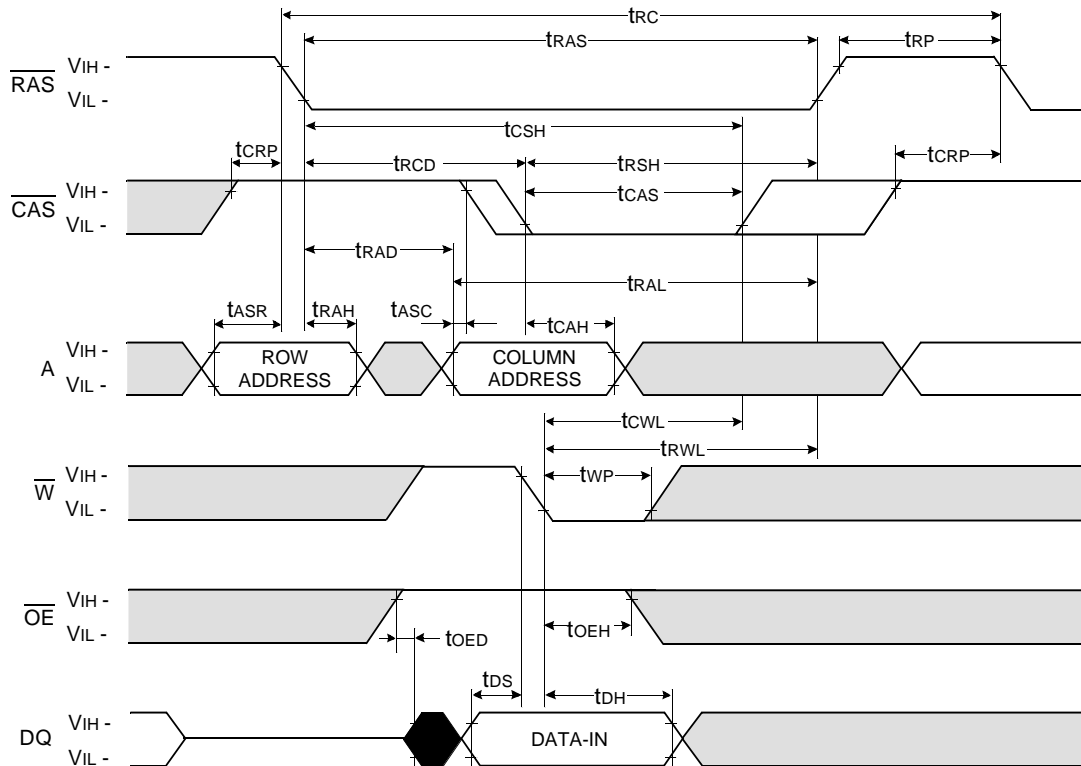 tRC
tRAS
tRP
RAS
VIH -
VIL -
tCSH
tCRP
tRCD
tRSH
tCRP
CAS
VIH -
VIL -
tCAS
tRAD
tRAL
tASR
tRAH
tASC
tCAH
A
VIH -
VIL -
ROW
ADDRESS
COLUMN
ADDRESS
tCWL
tRWL
W
VIH -
VIL -
tWP
OE
VIH -
VIL -
tOED
tOEH
tDS
tDH
DQ
VIH -
VIL -
DATA-IN